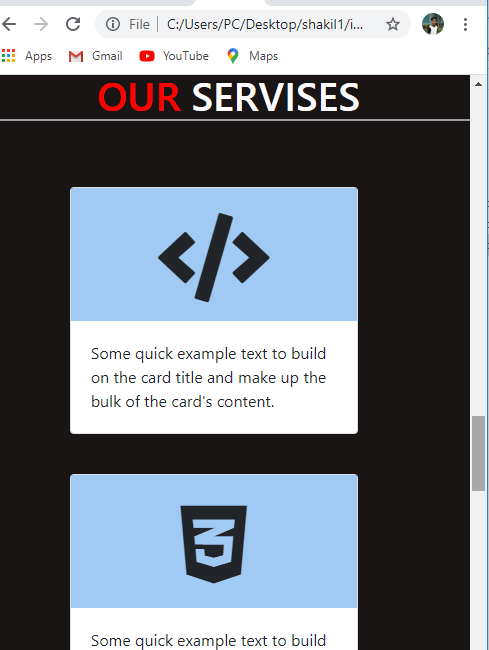 File
C:/Users/PC/Desktop/shakil1/i...
Apps Gmail YouTube Maps
OUR SERVISES
Some quick example text to build
on the card title and make up the
bulk of the card's content.
Some quick example text to build